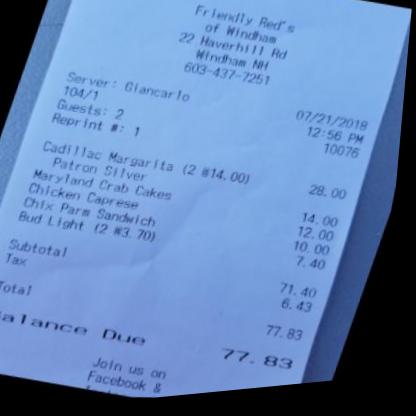 Friendly Red's
of Windham
22 Haverhill Rd
Windham NH
603-437-7251
Server: Giancarlo 07/21/2018
104/1 12:56 PM
Guests: 2 10076
Reprint #: 1
Cadillac Margarita (2 @14.00) 28.00
Patron Silver
Maryland Crab Cakes 14.00
Chicken Caprese 12.00
Chix Parm Sandwich 10.00
Bud Light (2 @3.70) 7.40
Subtotal 71.40
Tax 6.43
Total 77.83
alance Due 77.83
Join us on
Facebook &